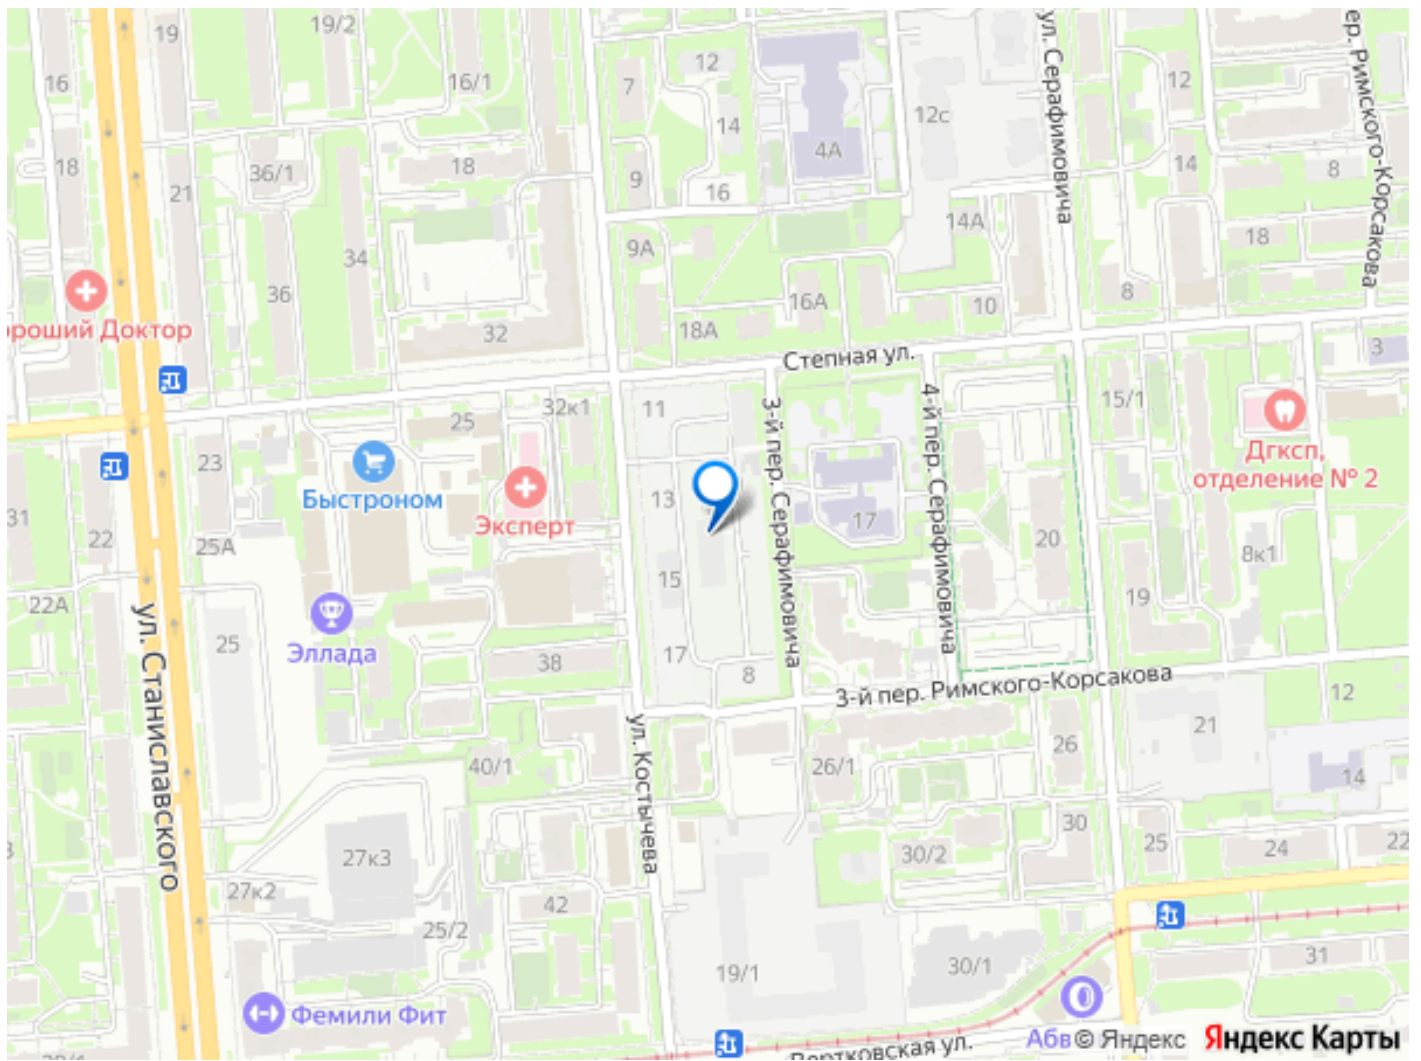 19
19/2
16
16/1
12
7
14
12с
ул. Серафимовича
12
ер. Римского-Корсакова
4А
18
36/1
18
9
16
14
8
21
14А
9А
18
34
36
16А
10
8
ороший Доктор
18А
32
Степная ул.
3
25
32к1
11
3-й пер. Серафимовича
4-й пер. Серафимовича
15/1
Дгксп,
отделение № 2
23
Быстроном
Эксперт
13
17
31
22
25А
20
8к1
22А
15
19
ул. Станиславского
25
Эллада
38
17
8
3-й пер. Римского-Корсакова
12
21
ул. Костычева
40/1
26/1
26
14
27к3
30/2
30
25
24
22
27к2
42
25/2
19/1
30/1
31
Фемили Фит
Абв
© Яндекс
Яндекс Карты